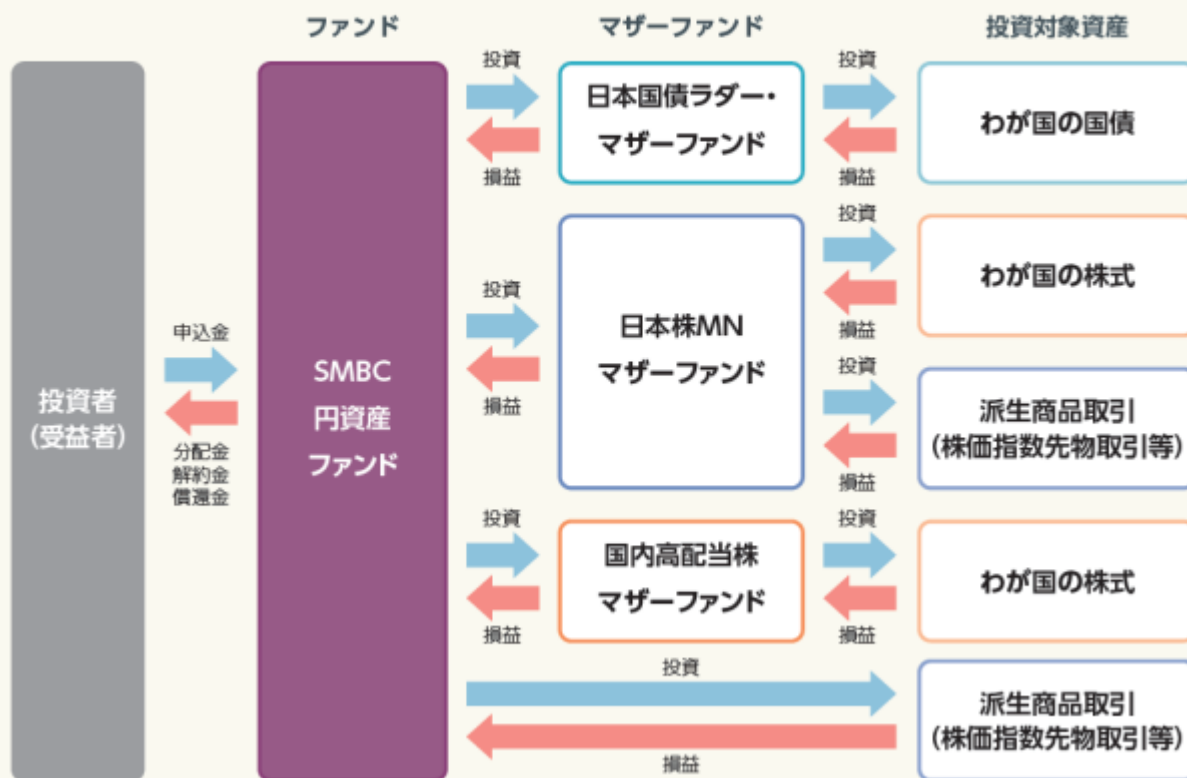 ファンド
マザーファンド
投資対象資産
投資者
(受益者)
申込金
分配金
解約金
償還金
SMBC
円資産
ファンド
投資
損益
日本国債ラダー・
マザーファンド
投資
損益
わが国の国債
投資
損益
日本株MN
マザーファンド
投資
損益
わが国の株式
投資
損益
派生商品取引
(株価指数先物取引等)
投資
損益
国内高配当株
マザーファンド
投資
損益
わが国の株式
投資
損益
派生商品取引
(株価指数先物取引等)